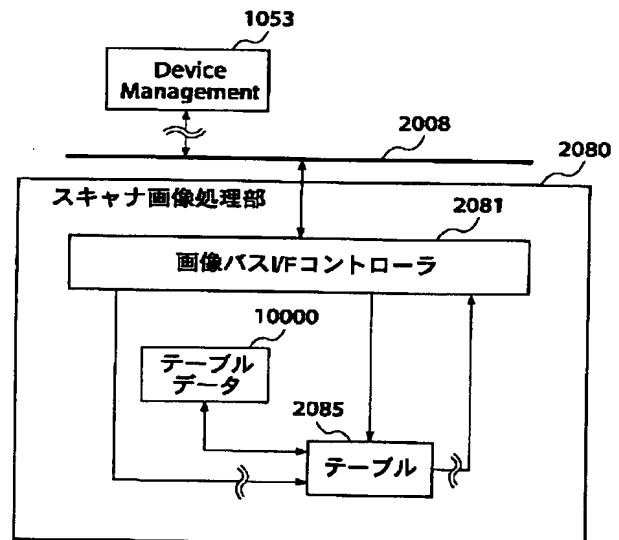 1053
Device
Management
2008
2080
スキャナ画像処理部
2081
画像バスI/Fコントローラ
10000
テーブル
データ
2085
テーブル